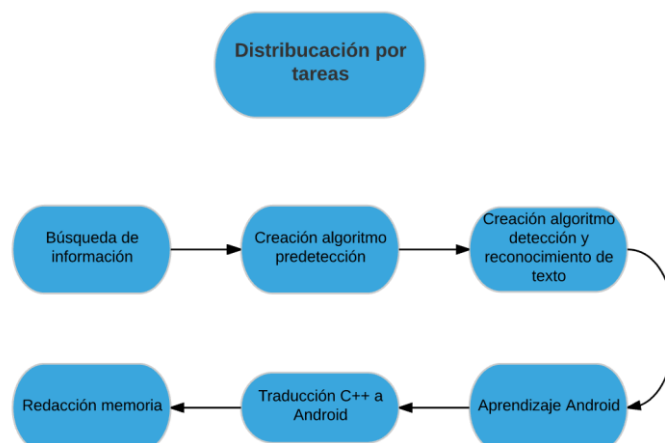 Distribucación por
tareas
Búsqueda de
información
Creación algoritmo
predetección
Creación algoritmo
detección y
reconocimiento de
texto
Aprendizaje Android
Traducción C++ a
Android
Redacción memoria